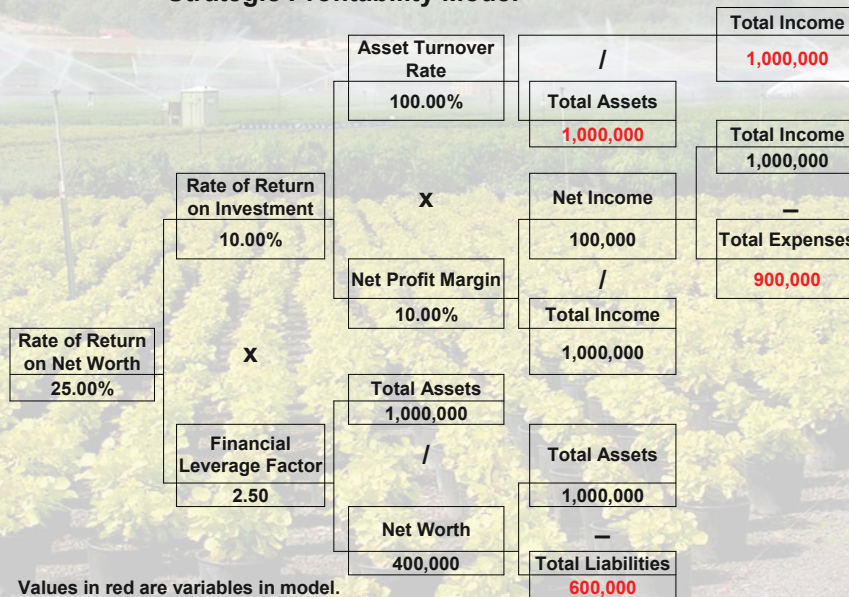 Strategic Profitability Model
Total Income
1,000,000
Asset Turnover
Rate
100.00%
/
Total Assets
1,000,000
Total Income
1,000,000
–
Total Expenses
900,000
Rate of Return
on Investment
10.00%
x
Net Income
100,000
/
Total Income
1,000,000
Net Profit Margin
10.00%
Rate of Return
on Net Worth
25.00%
x
Total Assets
1,000,000
/
Financial
Leverage Factor
2.50
Net Worth
400,000
Total Assets
1,000,000
–
Total Liabilities
600,000
Values in red are variables in model.